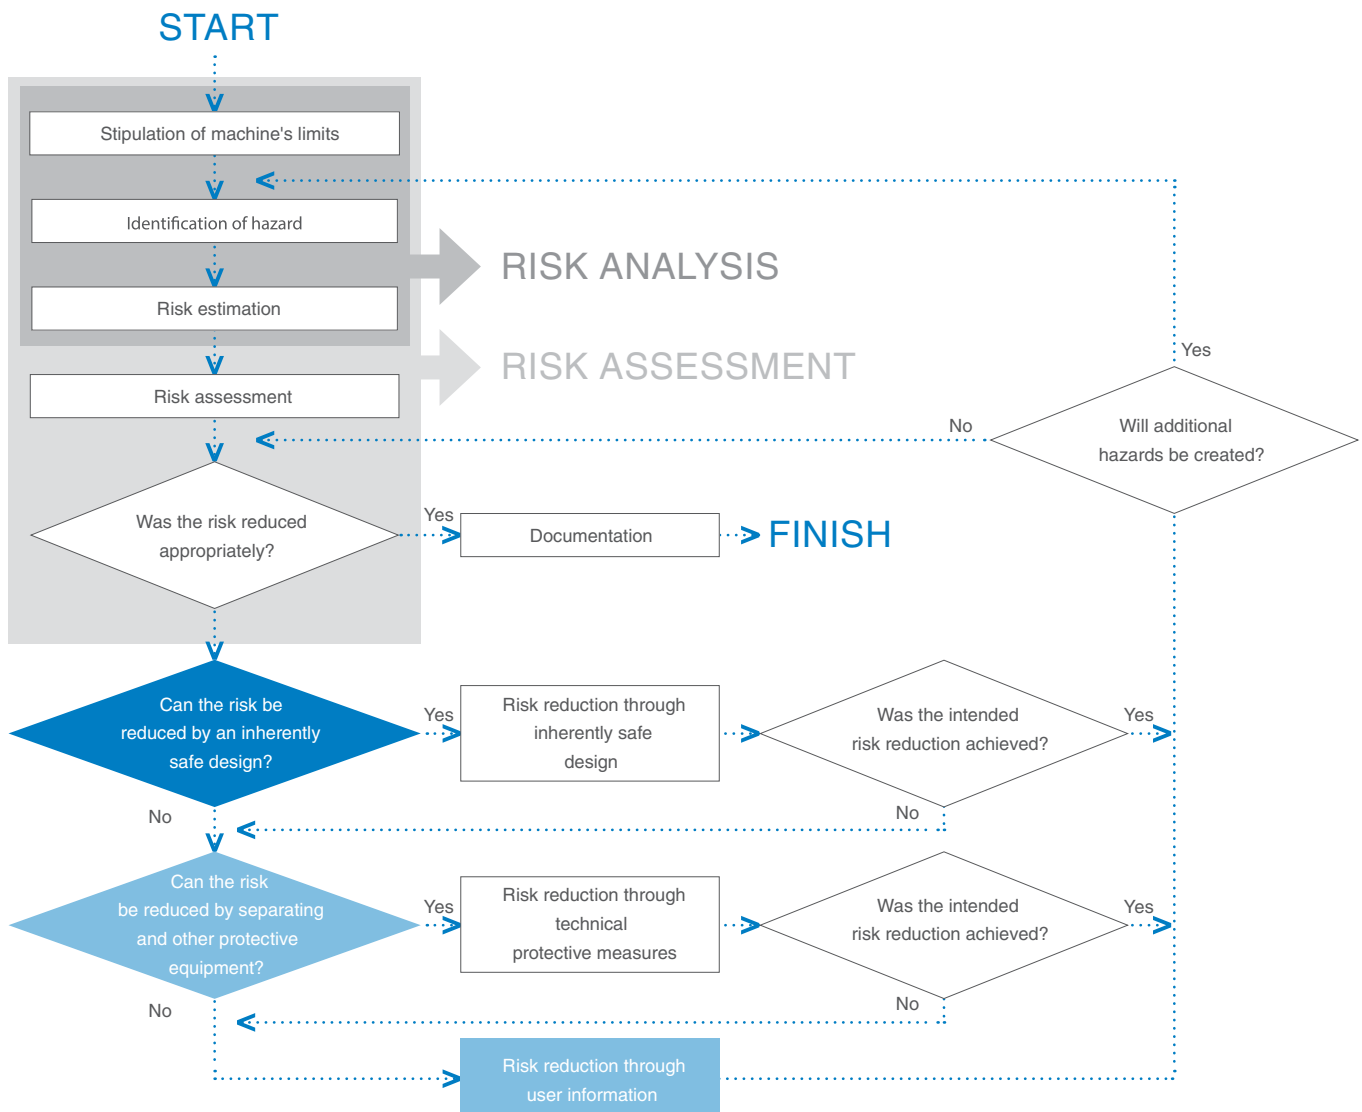 START
Stipulation of machine's limits
Identification of hazard
RISK ANALYSIS
Risk estimation
Yes
RISK ASSESSMENT
Risk assessment
No
Will additional
hazards be created?
Was the risk reduced
appropriately?
Yes
Documentation
FINISH
Can the risk be
reduced by an inherently
safe design?
Yes
Risk reduction through
inherently safe
design
Was the intended
risk reduction achieved?
Yes
No
No
Can the risk
be reduced by separating
and other protective
equipment?
Yes
Risk reduction through
technical
protective measures
Was the intended
risk reduction achieved?
Yes
No
No
Risk reduction through
user information